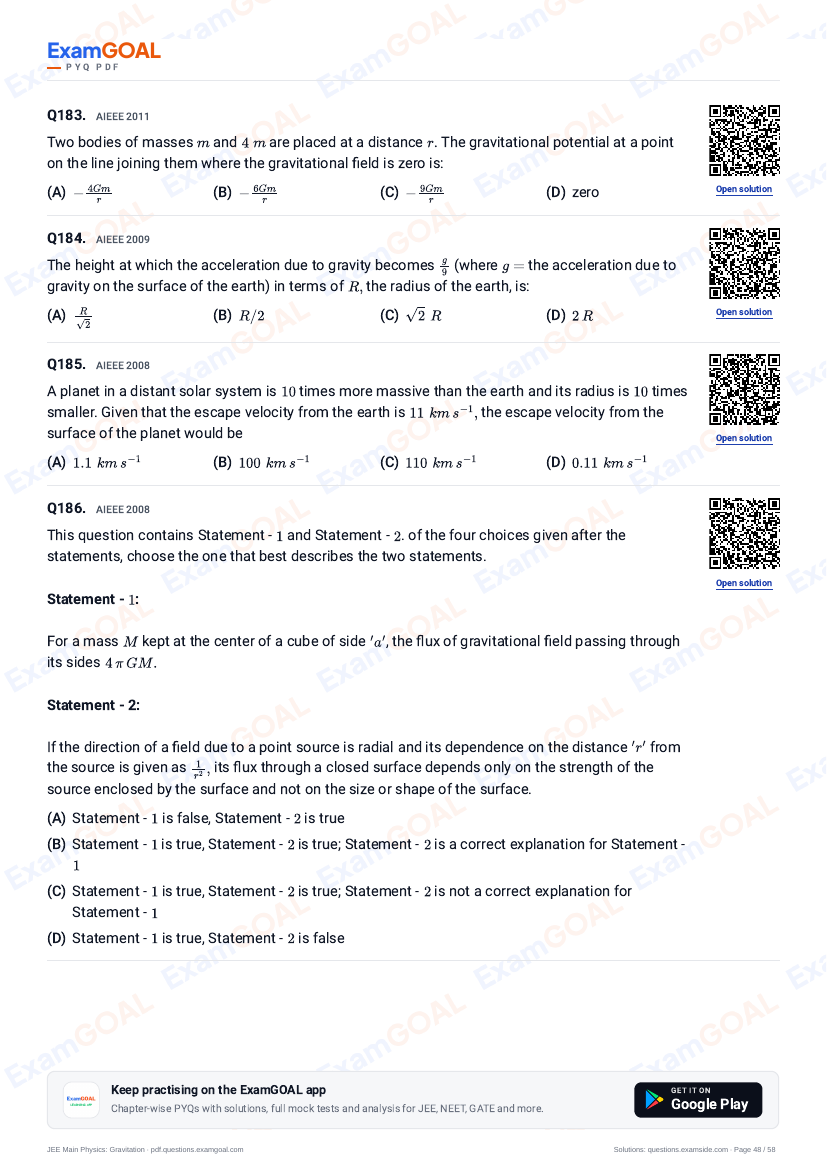 ExamGOAL
PYQ PDF
Q183. AIEEE 2011
Two bodies of masses m and 4 m are placed at a distance r. The gravitational potential at a point
on the line joining them where the gravitational field is zero is:
(A) −4Gm/r (B) −6Gm/r (C) −9Gm/r (D) zero
Open solution
Q184. AIEEE 2009
The height at which the acceleration due to gravity becomes g/9 (where g = the acceleration due to
gravity on the surface of the earth) in terms of R, the radius of the earth, is:
(A) R/√2 (B) R/2 (C) √2 R (D) 2 R
Open solution
Q185. AIEEE 2008
A planet in a distant solar system is 10 times more massive than the earth and its radius is 10 times
smaller. Given that the escape velocity from the earth is 11 km s⁻¹, the escape velocity from the
surface of the planet would be
(A) 1.1 km s⁻¹ (B) 100 km s⁻¹ (C) 110 km s⁻¹ (D) 0.11 km s⁻¹
Open solution
Q186. AIEEE 2008
This question contains Statement - 1 and Statement - 2. of the four choices given after the
statements, choose the one that best describes the two statements.
Open solution
Statement - 1:
For a mass M kept at the center of a cube of side ′a′, the flux of gravitational field passing through
its sides 4 π GM.
Statement - 2:
If the direction of a field due to a point source is radial and its dependence on the distance ′r′ from
the source is given as 1/r², its flux through a closed surface depends only on the strength of the
source enclosed by the surface and not on the size or shape of the surface.
(A) Statement - 1 is false, Statement - 2 is true
(B) Statement - 1 is true, Statement - 2 is true; Statement - 2 is a correct explanation for Statement -
1
(C) Statement - 1 is true, Statement - 2 is true; Statement - 2 is not a correct explanation for
Statement - 1
(D) Statement - 1 is true, Statement - 2 is false
Keep practising on the ExamGOAL app
Chapter-wise PYQs with solutions, full mock tests and analysis for JEE, NEET, GATE and more.
GET IT ON
Google Play
JEE Main Physics: Gravitation · pdf.questions.examgoal.com
Solutions: questions.examside.com · Page 48 / 58